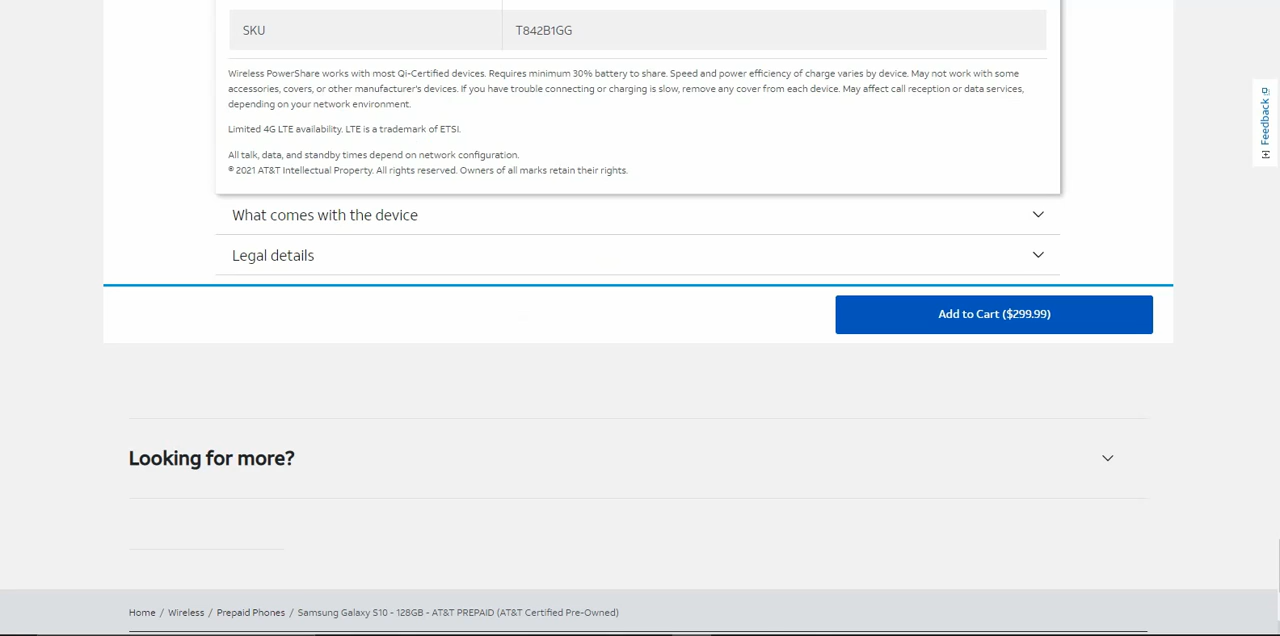 SKU T842B1GG
Wireless PowerShare works with most Qi-Certified devices. Requires minimum 30% battery to share. Speed and power efficiency of charge varies by device. May not work with some
accessories, covers, or other manufacturer's devices. If you have trouble connecting or charging is slow, remove any cover from each device. May affect call reception or data services,
depending on your network environment.
Limited 4G LTE availability. LTE is a trademark of ETSI.
All talk, data, and standby times depend on network configuration.
© 2021 AT&T Intellectual Property. All rights reserved. Owners of all marks retain their rights.
What comes with the device
Legal details
Add to Cart ($299.99)
Looking for more?
Home / Wireless / Prepaid Phones / Samsung Galaxy S10 - 128GB - AT&T PREPAID (AT&T Certified Pre-Owned)
[+] Feedback